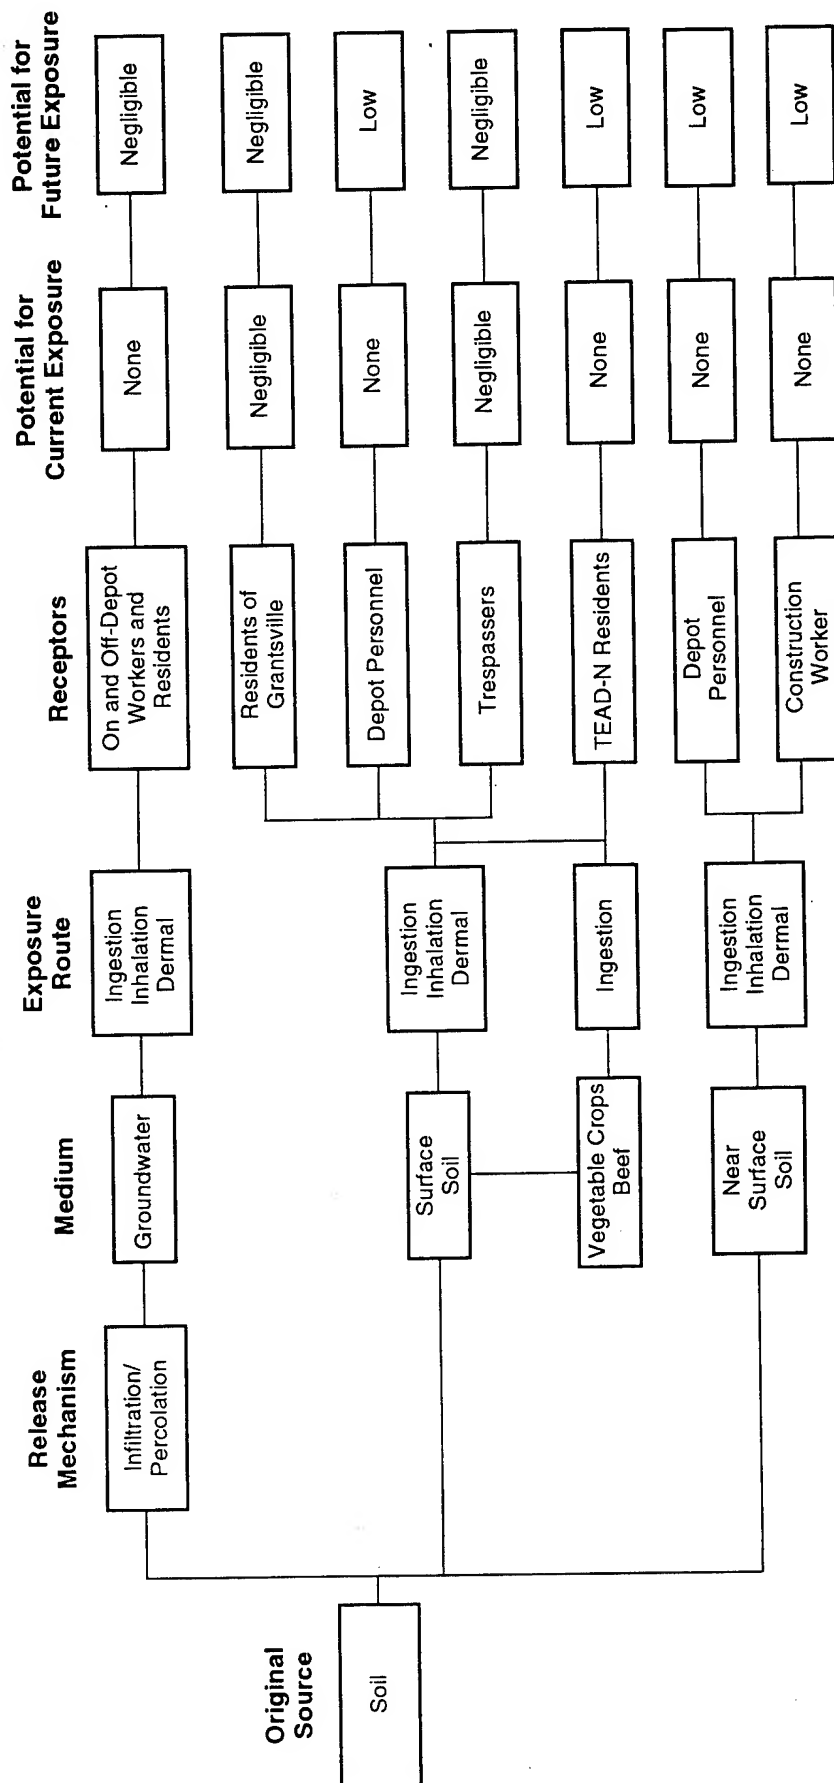 Original
Source
Release
Mechanism
Medium
Exposure
Route
Receptors
Potential for
Current Exposure
Potential for
Future Exposure
Soil
Infiltration/
Percolation
Groundwater
Ingestion
Inhalation
Dermal
On and Off-Depot
Workers and
Residents
None
Negligible
Residents of
Grantsville
Negligible
Negligible
Surface
Soil
Ingestion
Inhalation
Dermal
Depot Personnel
None
Low
Trespassers
Negligible
Negligible
Vegetable Crops
Beef
Ingestion
TEAD-N Residents
None
Low
Near
Surface
Soil
Ingestion
Inhalation
Dermal
Depot
Personnel
None
Low
Construction
Worker
None
Low